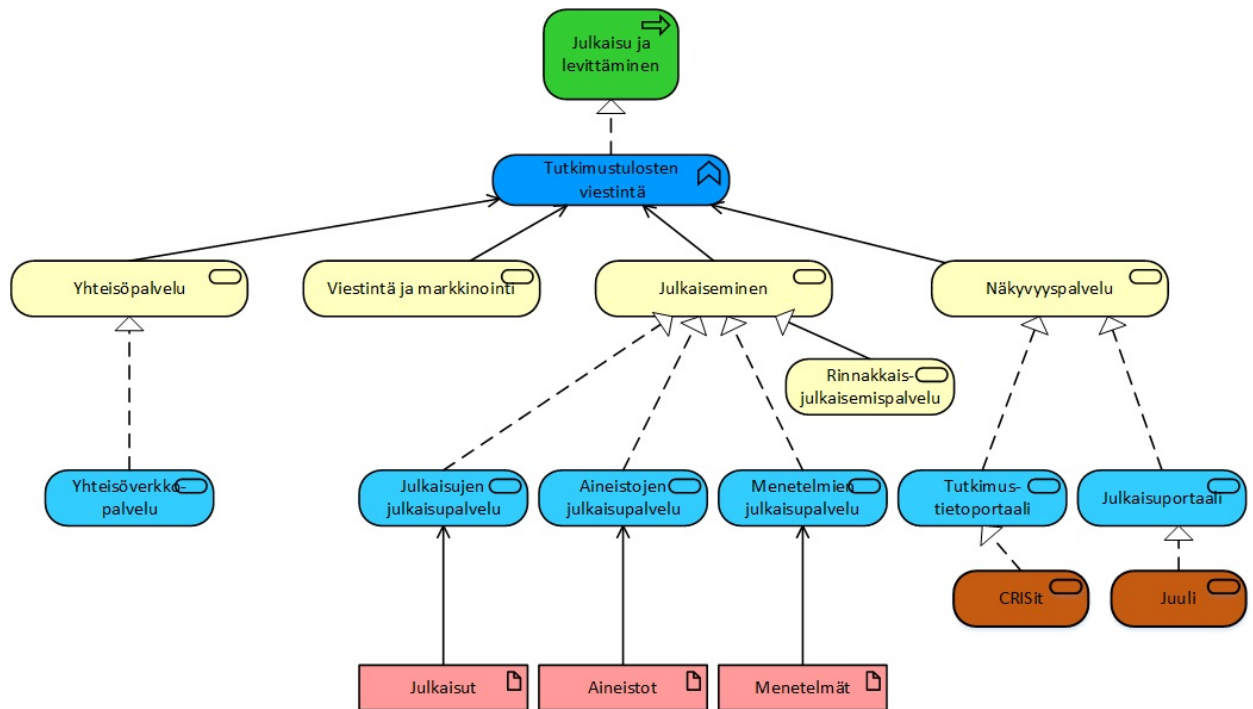 Julkaisu ja
levittäminen
Tutkimustulosten
viestintä
Yhteisöpalvelu
Viestintä ja markkinointi
Julkaiseminen
Näkyvyyspalvelu
Rinnakkais-
julkaisemispalvelu
Yhteisöverkko-
palvelu
Julkaisujen
julkaisupalvelu
Aineistojen
julkaisupalvelu
Menetelmien
julkaisupalvelu
Tutkimus-
tietoportaali
Julkaisuportaali
CRISit
Juuli
Julkaisut
Aineistot
Menetelmät